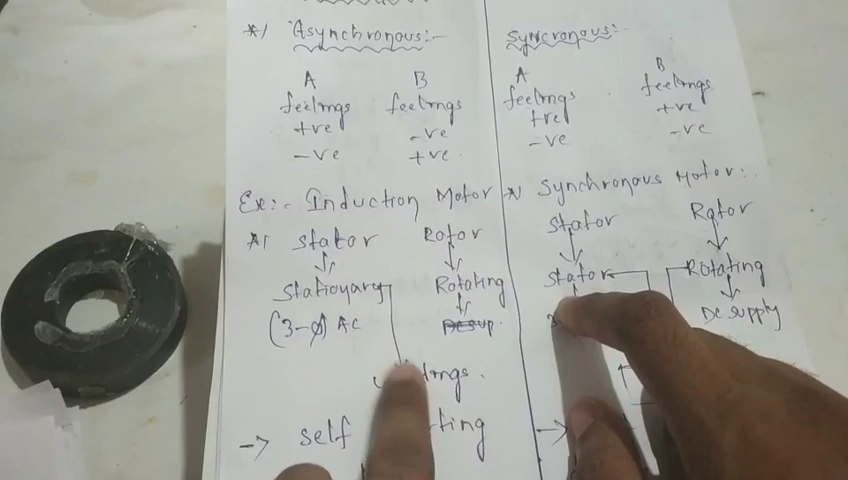 *) Asynchronous:-
A B
feelings feelings
+ve -ve
-ve +ve
Ex:- Induction Motor
*) Stator Rotor
Stationary Rotating
(3-φ) AC
-> self
Syncronous:-
A B
feelings feelings
+ve +ve
-ve -ve
* Synchronous Motor:-
Stator Rotor
Stator Rotating
DC supply
->